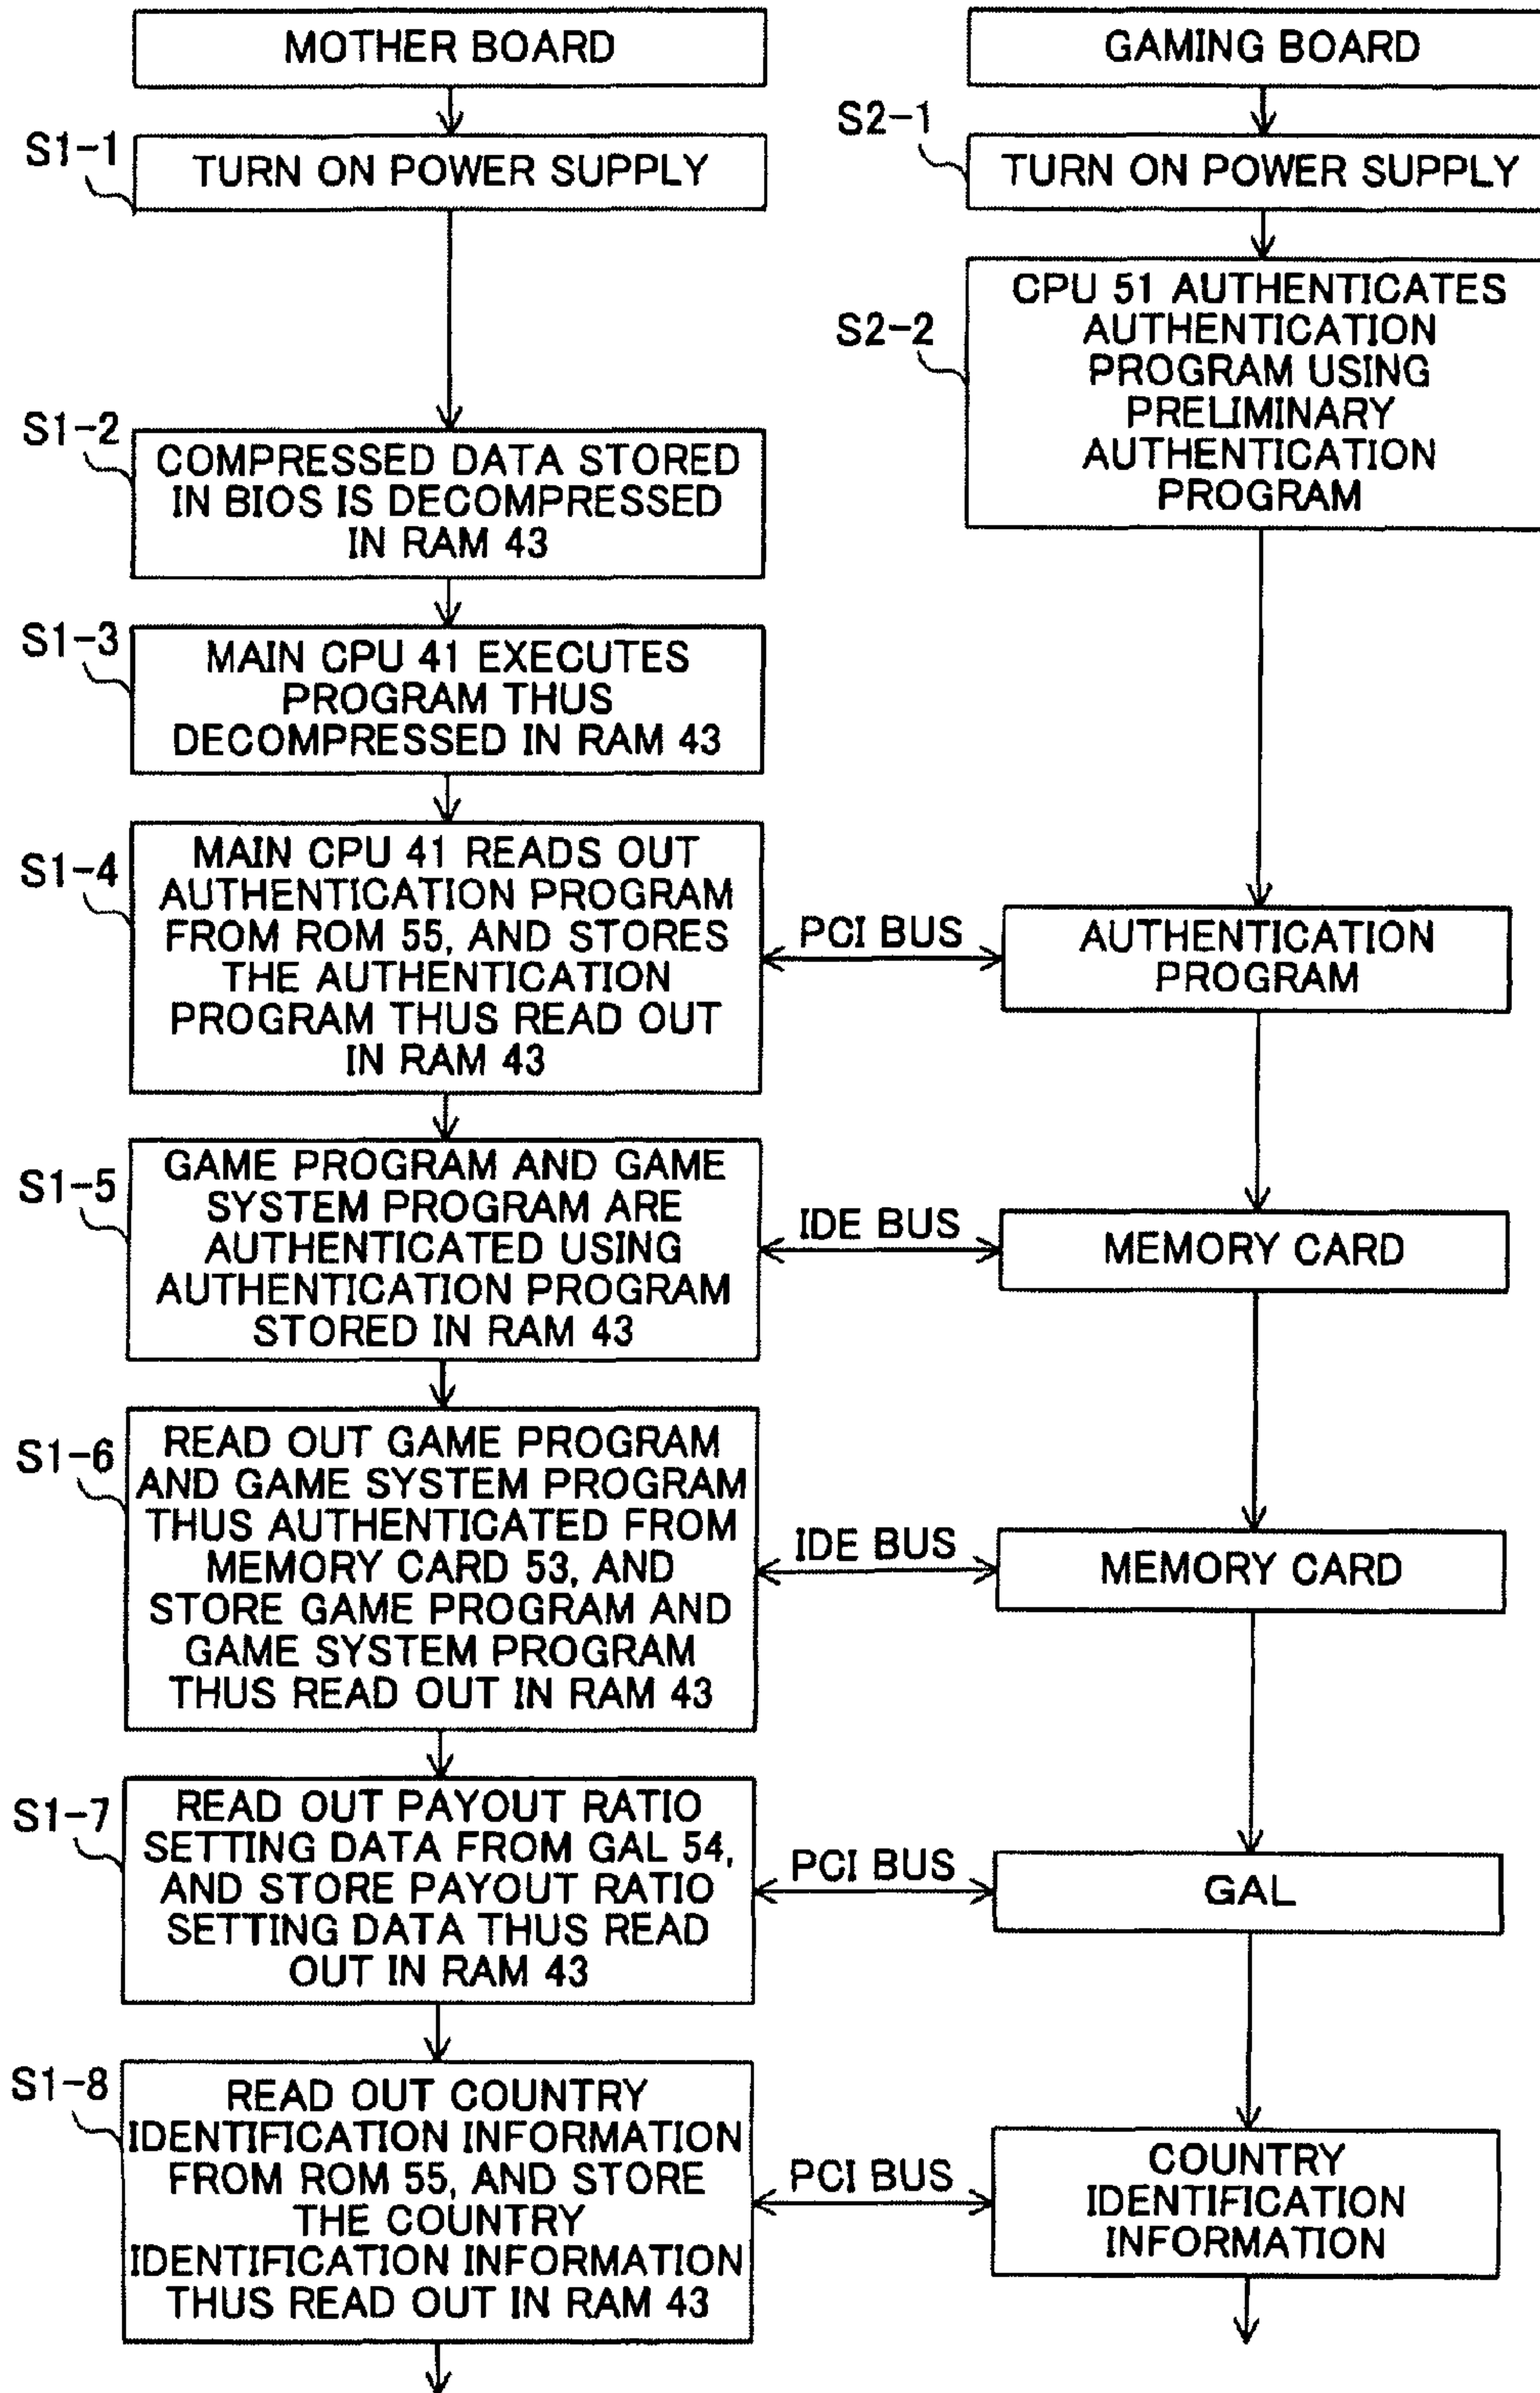 MOTHER BOARD
S1-1
TURN ON POWER SUPPLY
S1-2
COMPRESSED DATA STORED
IN BIOS IS DECOMPRESSED
IN RAM 43
S1-3
MAIN CPU 41 EXECUTES
PROGRAM THUS
DECOMPRESSED IN RAM 43
S1-4
MAIN CPU 41 READS OUT
AUTHENTICATION PROGRAM
FROM ROM 55, AND STORES
THE AUTHENTICATION
PROGRAM THUS READ OUT
IN RAM 43
S1-5
GAME PROGRAM AND GAME
SYSTEM PROGRAM ARE
AUTHENTICATED USING
AUTHENTICATION PROGRAM
STORED IN RAM 43
S1-6
READ OUT GAME PROGRAM
AND GAME SYSTEM PROGRAM
THUS AUTHENTICATED FROM
MEMORY CARD 53, AND
STORE GAME PROGRAM AND
GAME SYSTEM PROGRAM
THUS READ OUT IN RAM 43
S1-7
READ OUT PAYOUT RATIO
SETTING DATA FROM GAL 54,
AND STORE PAYOUT RATIO
SETTING DATA THUS READ
OUT IN RAM 43
S1-8
READ OUT COUNTRY
IDENTIFICATION INFORMATION
FROM ROM 55, AND STORE
THE COUNTRY
IDENTIFICATION INFORMATION
THUS READ OUT IN RAM 43
GAMING BOARD
S2-1
TURN ON POWER SUPPLY
S2-2
CPU 51 AUTHENTICATES
AUTHENTICATION
PROGRAM USING
PRELIMINARY
AUTHENTICATION
PROGRAM
PCI BUS
AUTHENTICATION
PROGRAM
IDE BUS
MEMORY CARD
IDE BUS
MEMORY CARD
PCI BUS
GAL
PCI BUS
COUNTRY
IDENTIFICATION
INFORMATION